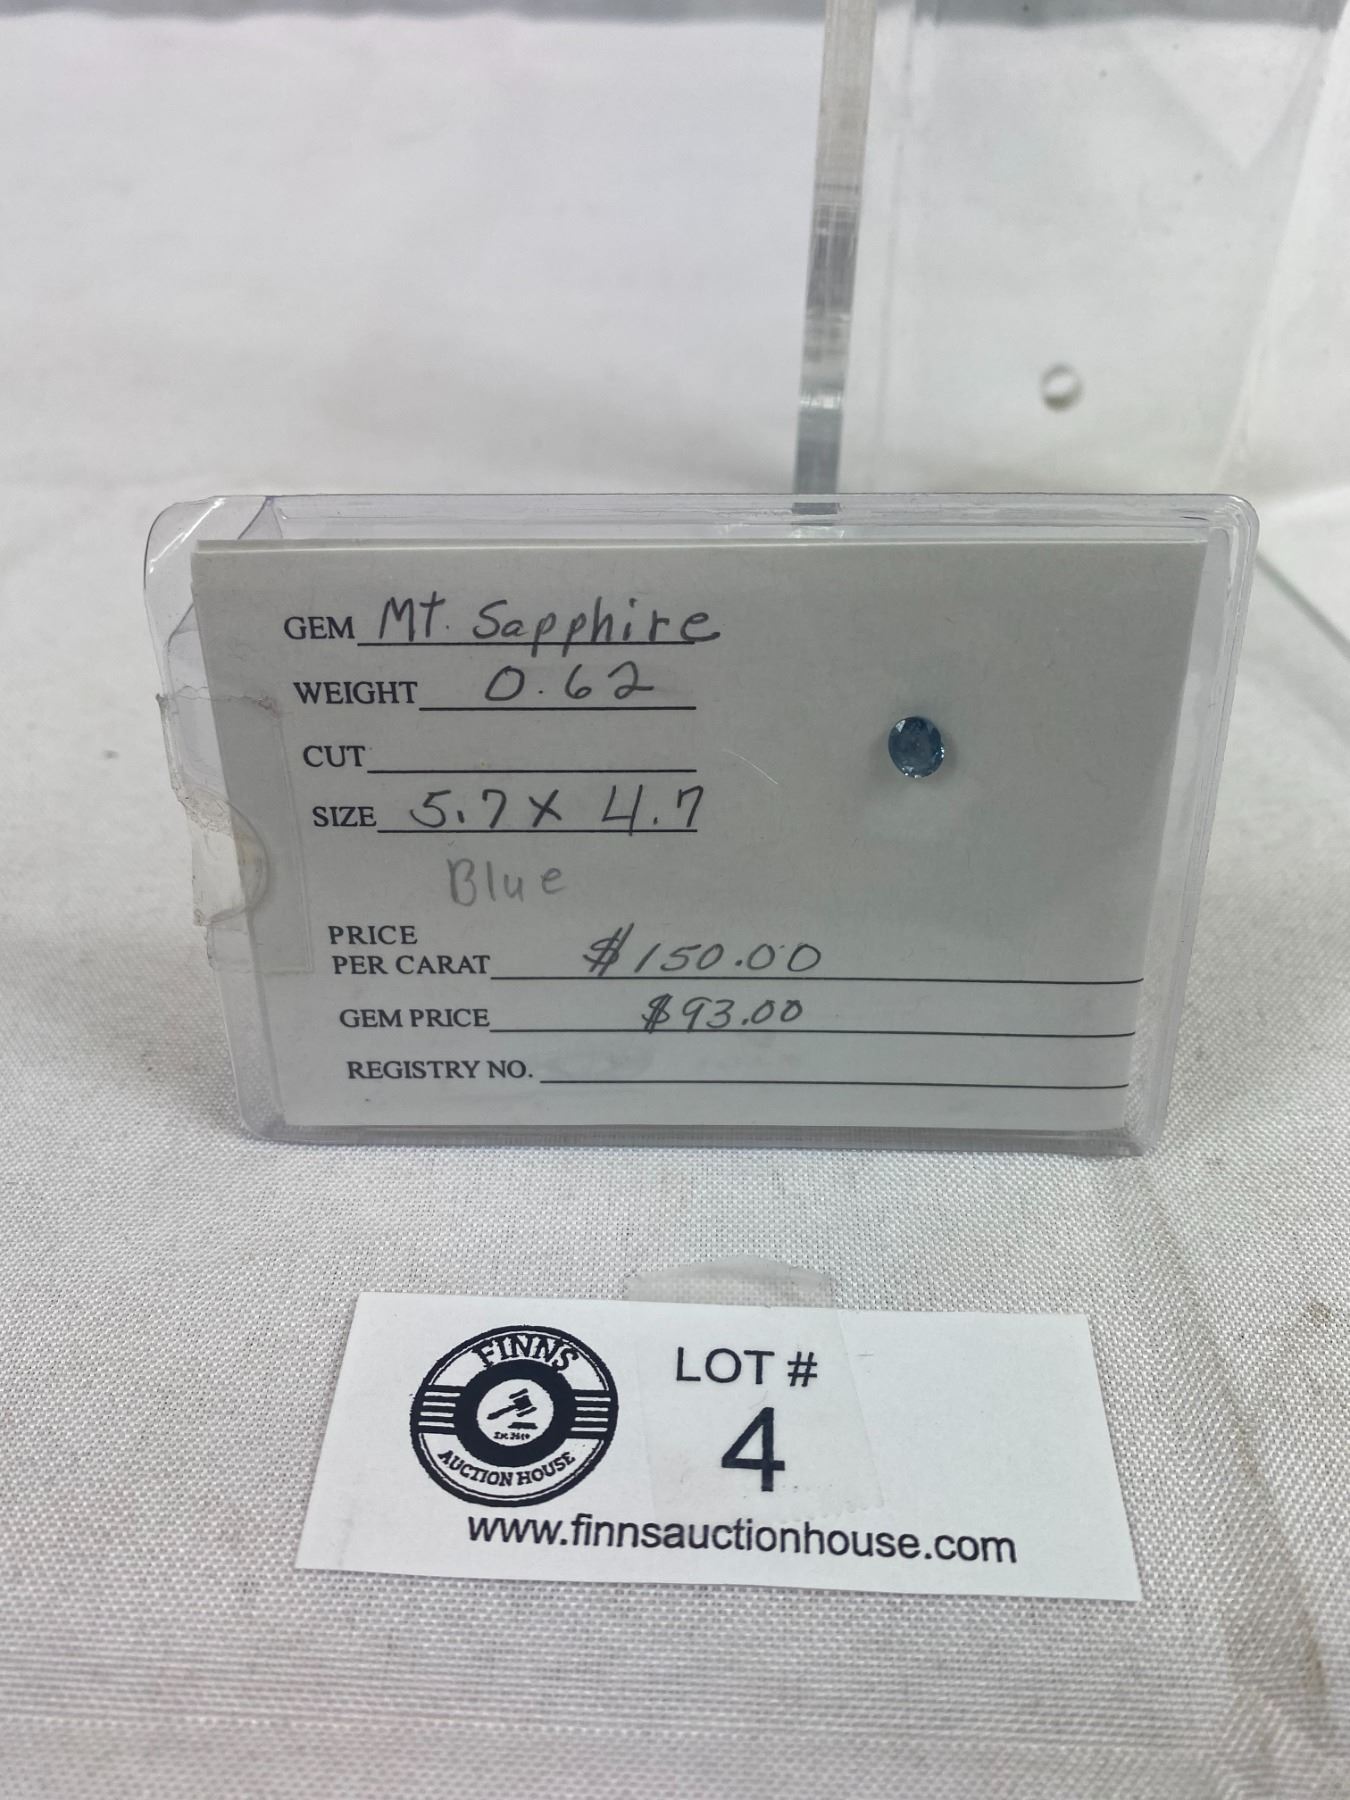 GEM Mt. Sapphire
WEIGHT 0.62
CUT
SIZE 5.7 x 4.7
Blue
PRICE
PER CARAT $150.00
GEM PRICE $93.00
REGISTRY NO.
FINNS
AUCTION HOUSE
LOT #
4
www.finnsauctionhouse.com